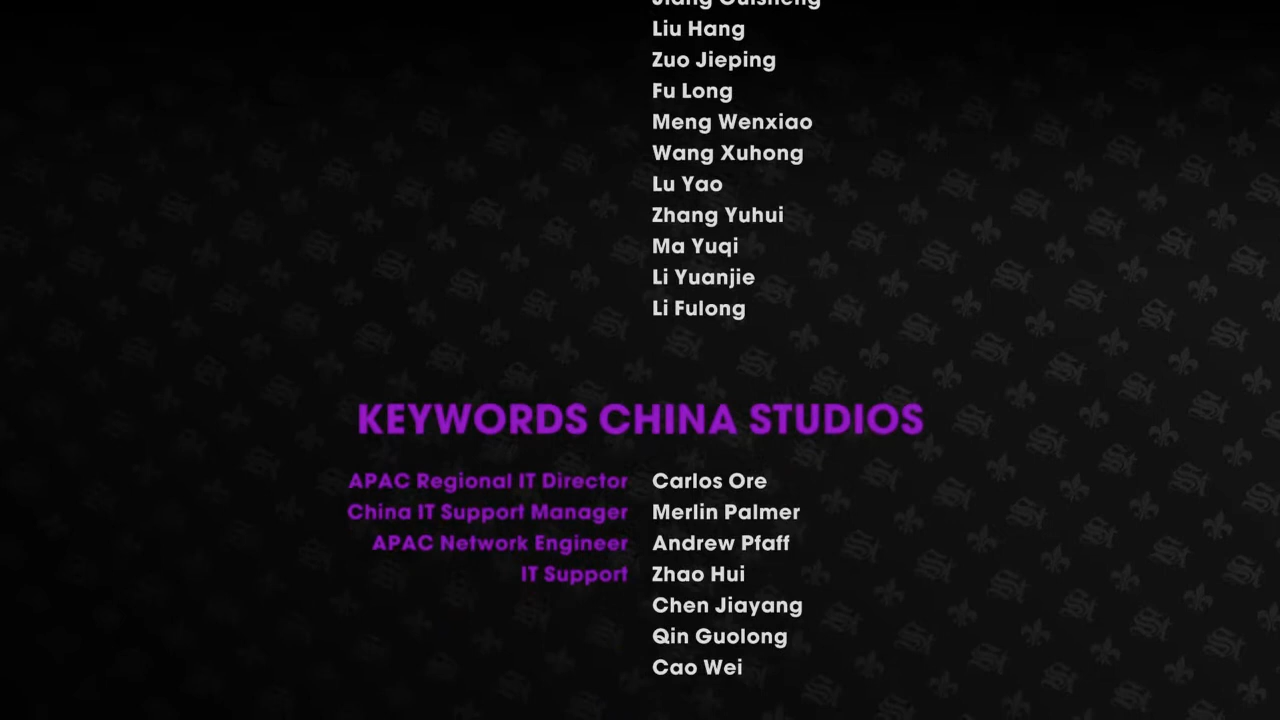 Liu Hang
Zuo Jieping
Fu Long
Meng Wenxiao
Wang Xuhong
Lu Yao
Zhang Yuhui
Ma Yuqi
Li Yuanjie
Li Fulong
KEYWORDS CHINA STUDIOS
APAC Regional IT Director Carlos Ore
China IT Support Manager Merlin Palmer
APAC Network Engineer Andrew Pfaff
IT Support Zhao Hui
Chen Jiayang
Qin Guolong
Cao Wei